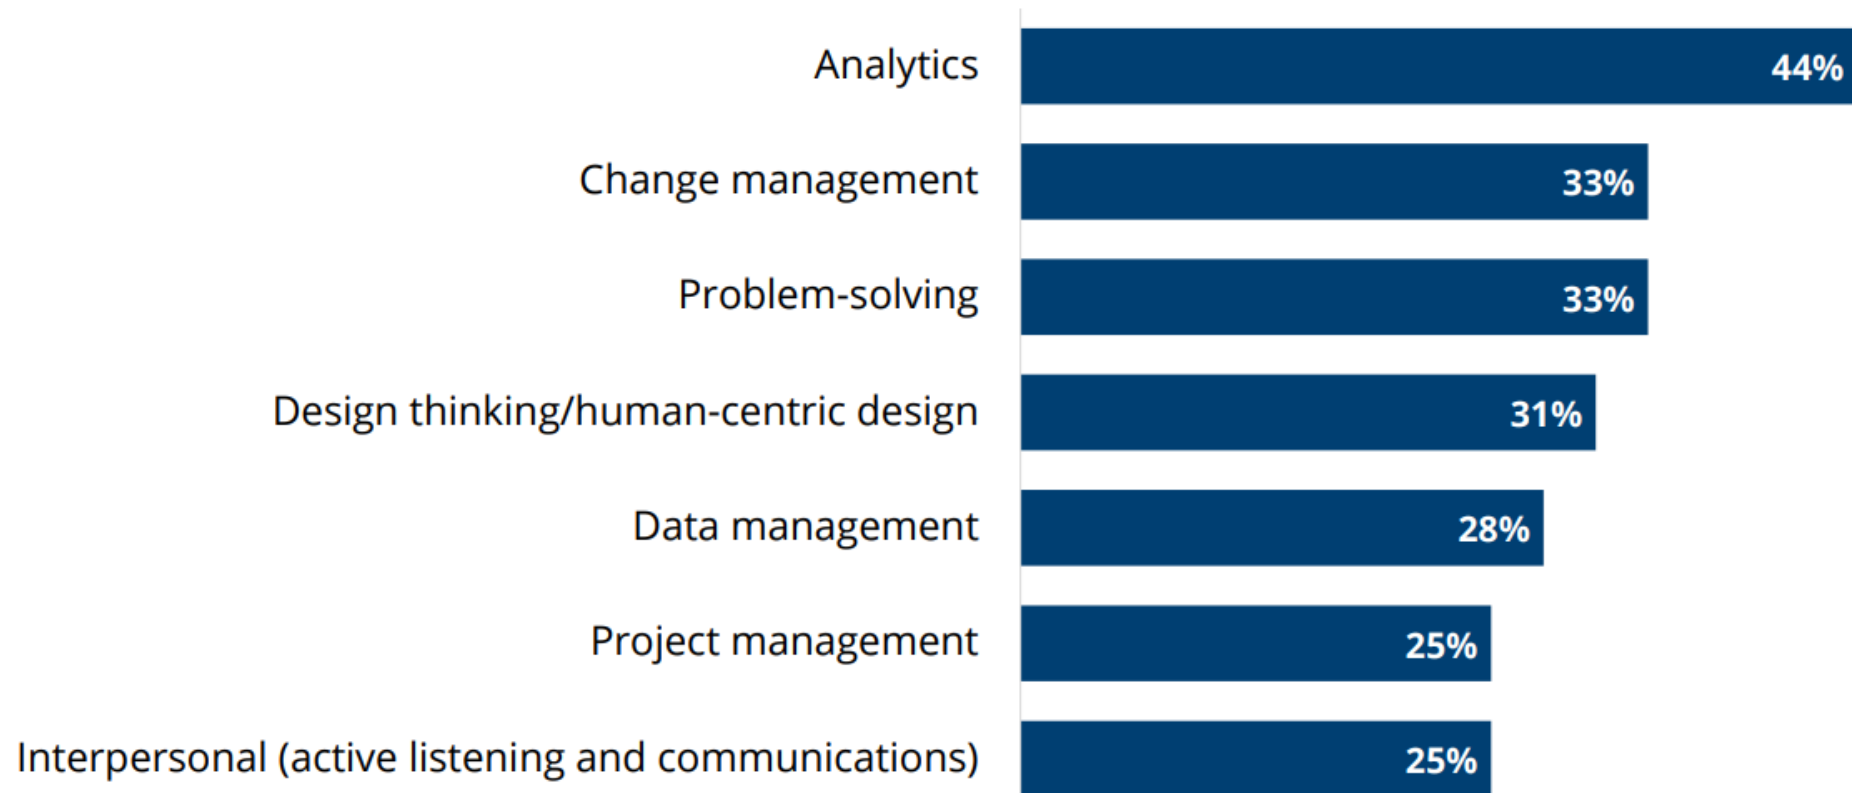 Analytics 44%
Change management 33%
Problem-solving 33%
Design thinking/human-centric design 31%
Data management 28%
Project management 25%
Interpersonal (active listening and communications) 25%